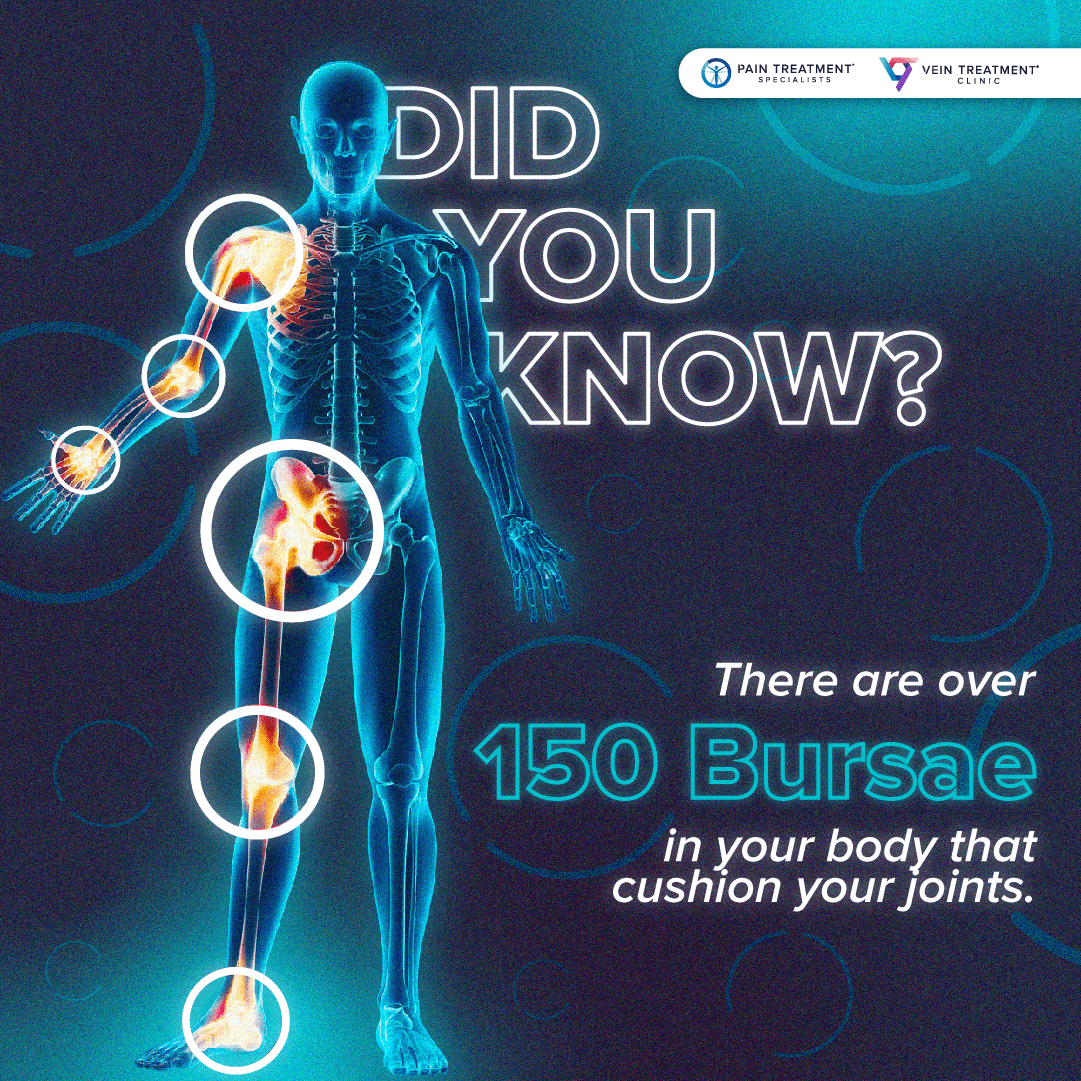 PAIN TREATMENT
SPECIALISTS
VEIN TREATMENT
CLINIC
DID
YOU
KNOW?
There are over
150 Bursae
in your body that
cushion your joints.